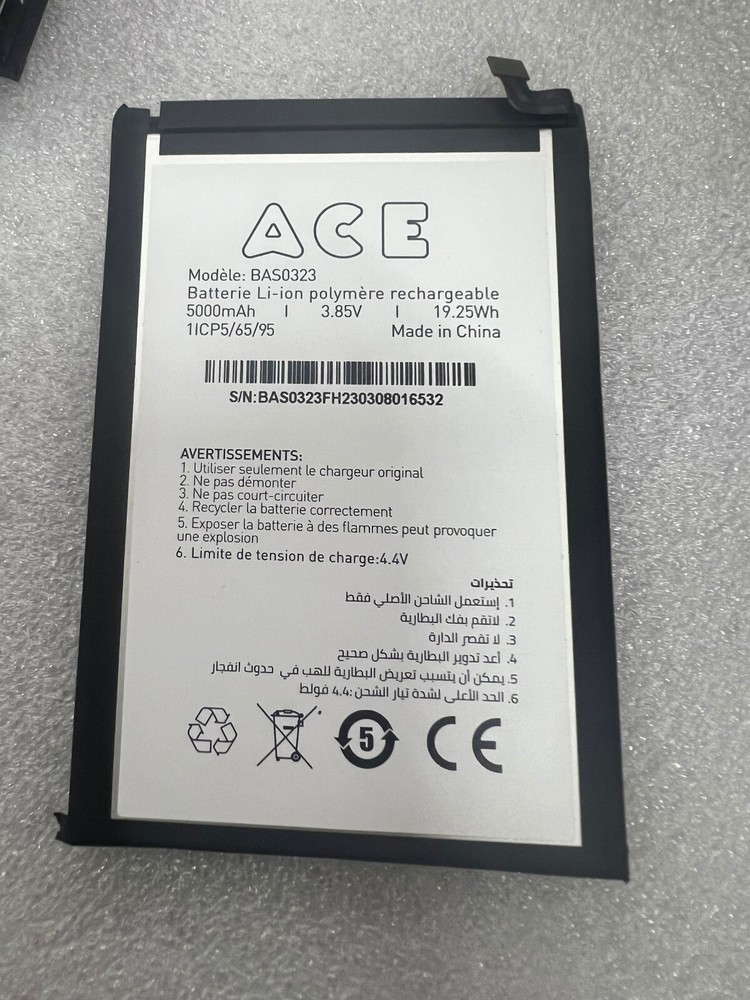 ACE
Modèle: BAS0323
Batterie Li-ion polymère rechargeable
5000mAh | 3.85V | 19.25Wh
1ICP5/65/95 Made in China
S/N:BAS0323FH230308016532
AVERTISSEMENTS:
1. Utiliser seulement le chargeur original
2. Ne pas démonter
3. Ne pas court-circuiter
4. Recycler la batterie correctement
5. Exposer la batterie à des flammes peut provoquer
une explosion
6. Limite de tension de charge:4.4V
تحذيرات
1. إستعمل الشاحن الأصلي فقط
2. لاتقم بفك البطارية
3. لا تقصر الدارة
4. أعد تدوير البطارية بشكل صحيح
5. يمكن أن يتسبب تعريض البطارية للهب في حدوث انفجار
6. الحد الأعلى لشدة تيار الشحن :4.4 فولط
5
CE